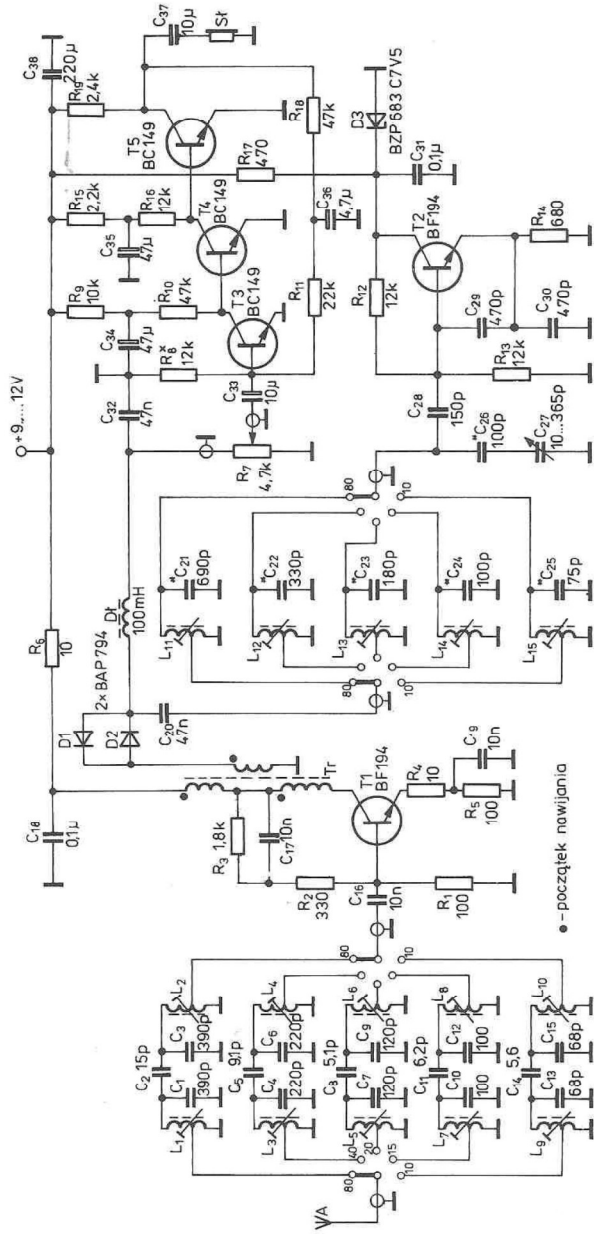 A
80
40
20
15
10
L1
C1
390p
C2 15p
C3
390p
L2
L3
C4
220p
C5
9,1p
C6
220p
L4
L5
C7
120p
C8
5,1p
C9
120p
L6
L7
C10
100
C11
6,2p
C12
100
L8
L9
C13
68p
C14
5,6
C15
68p
L10
80
10
C16
10n
R1
100
R2
330
R3
1,8k
C17
10n
C18
0,1µ
Tr
T1
BF194
R4
10
R5
100
C19
10n
• – początek nawijania
D1
D2
2×BAP794
C20
47n
R6
10
Dł
100mH
+9....12V
80
10
L11
*C21
690p
L12
*C22
330p
L13
*C23
180p
L14
*C24
100p
L15
*C25
75p
80
10
C32
47n
R7
4,7k
C33
10µ
R8*
12k
C34
47µ
R9
10k
R10
47k
T3
BC149
C35
47µ
R15
2,2k
R16
12k
T4
BC149
R11
22k
C36
4,7µ
R17
470
R18
47k
T5
BC149
R19
2,4k
C38
220µ
C37
10µ
Sł
*C26
100p
C27
10...365p
C28
150p
R12
12k
R13
12k
C29
470p
C30
470p
T2
BF194
R14
680
C31
0,1µ
D3
BZP683 C7V5